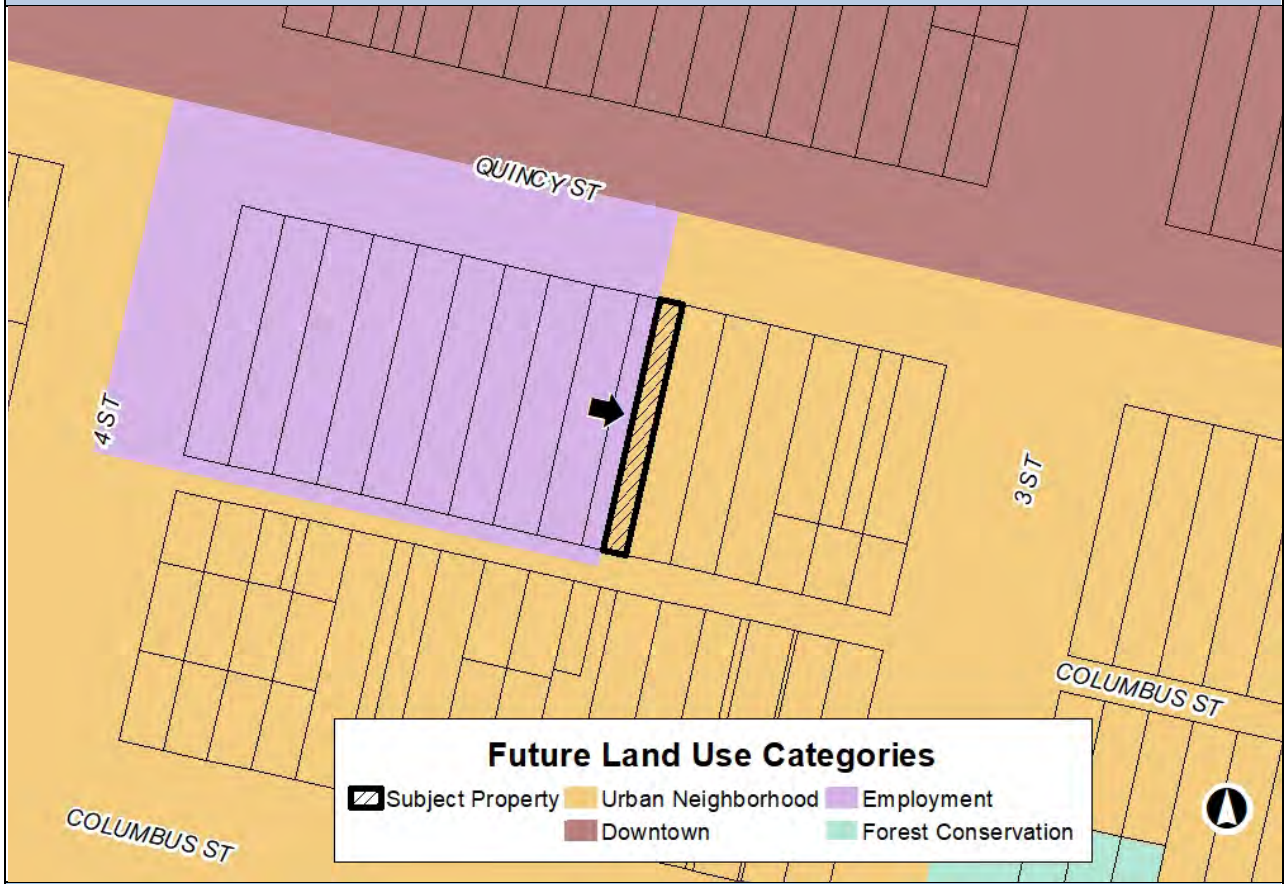 QUINCY ST
4 ST
3 ST
COLUMBUS ST
COLUMBUS ST
Future Land Use Categories
Subject Property Urban Neighborhood Employment
Downtown Forest Conservation